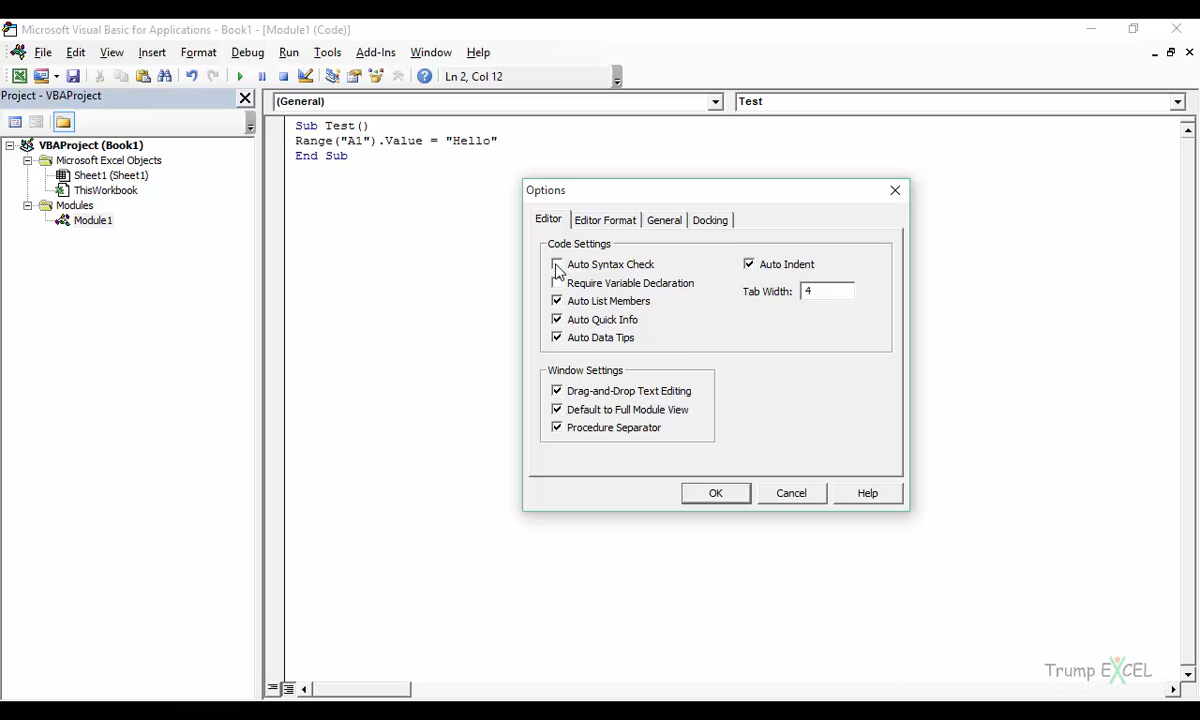 Microsoft Visual Basic for Applications - Book1 - [Module1 (Code)]
File Edit View Insert Format Debug Run Tools Add-Ins Window Help
Ln 2, Col 12
Project - VBAProject
VBAProject (Book1)
Microsoft Excel Objects
Sheet1 (Sheet1)
ThisWorkbook
Modules
Module1
(General) Test
Sub Test()
Range("A1").Value = "Hello"
End Sub
Options
Editor Editor Format General Docking
Code Settings
Auto Syntax Check Auto Indent
Require Variable Declaration
Tab Width: 4
Auto List Members
Auto Quick Info
Auto Data Tips
Window Settings
Drag-and-Drop Text Editing
Default to Full Module View
Procedure Separator
OK Cancel Help
Trump EXCEL